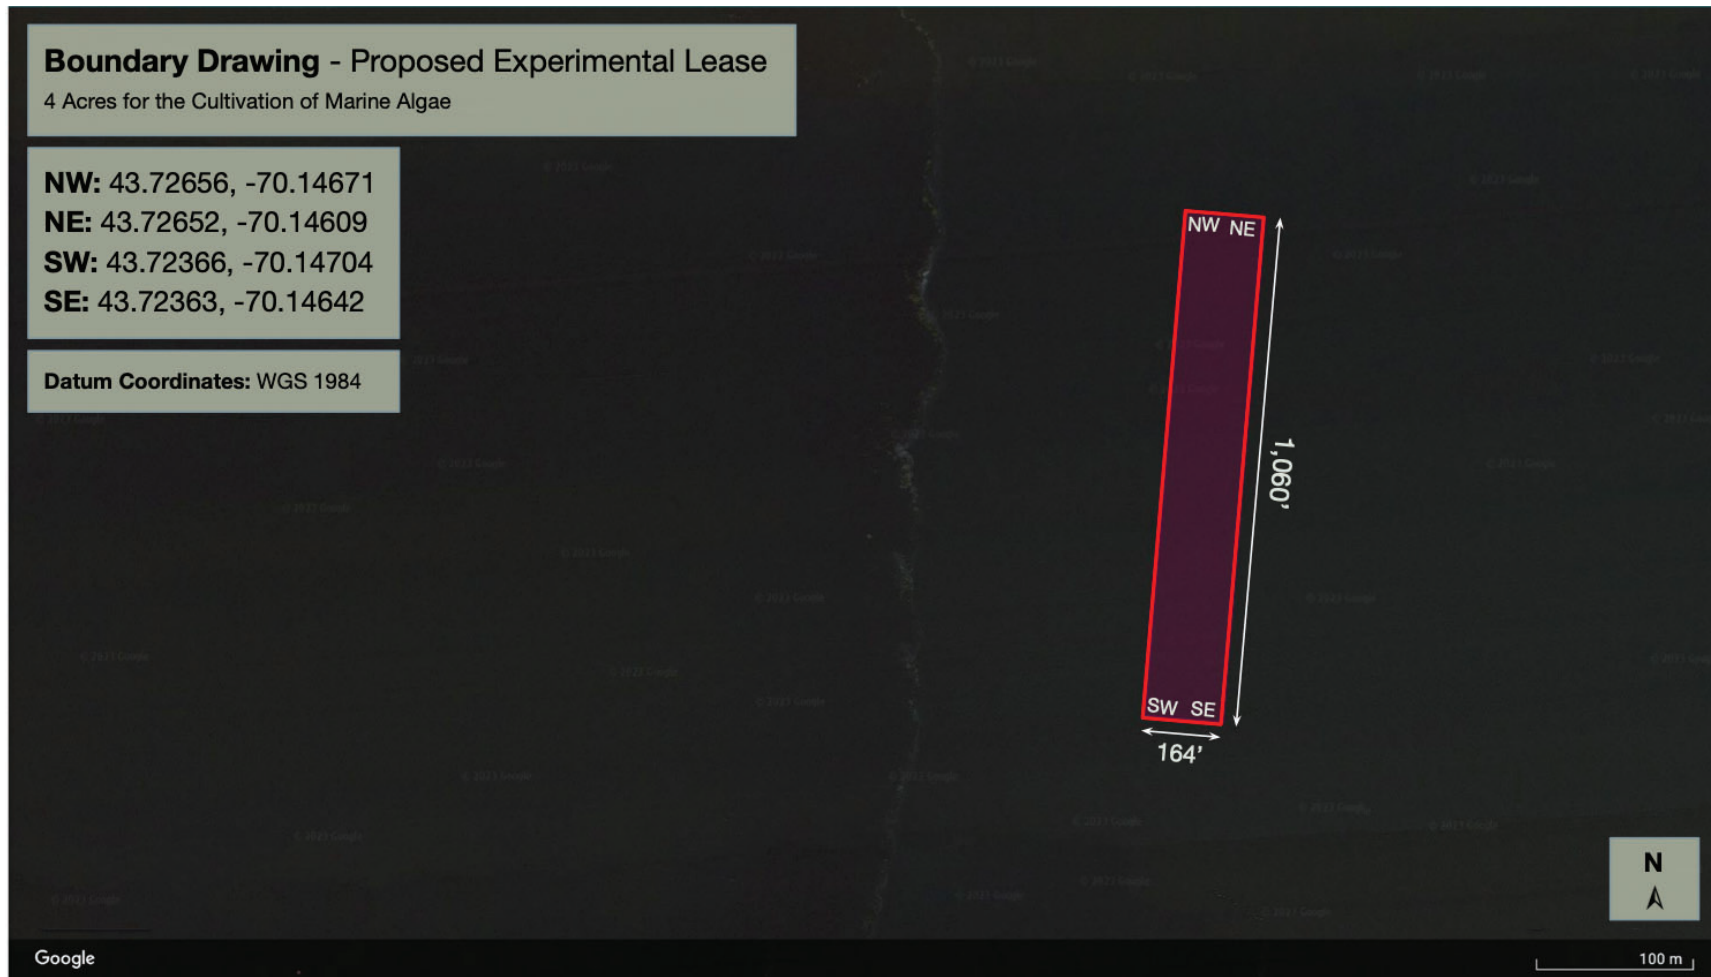 Boundary Drawing - Proposed Experimental Lease
4 Acres for the Cultivation of Marine Algae
NW: 43.72656, -70.14671
NE: 43.72652, -70.14609
SW: 43.72366, -70.14704
SE: 43.72363, -70.14642
Datum Coordinates: WGS 1984
NW NE
1,060’
SW SE
164’
N
Google
100 m